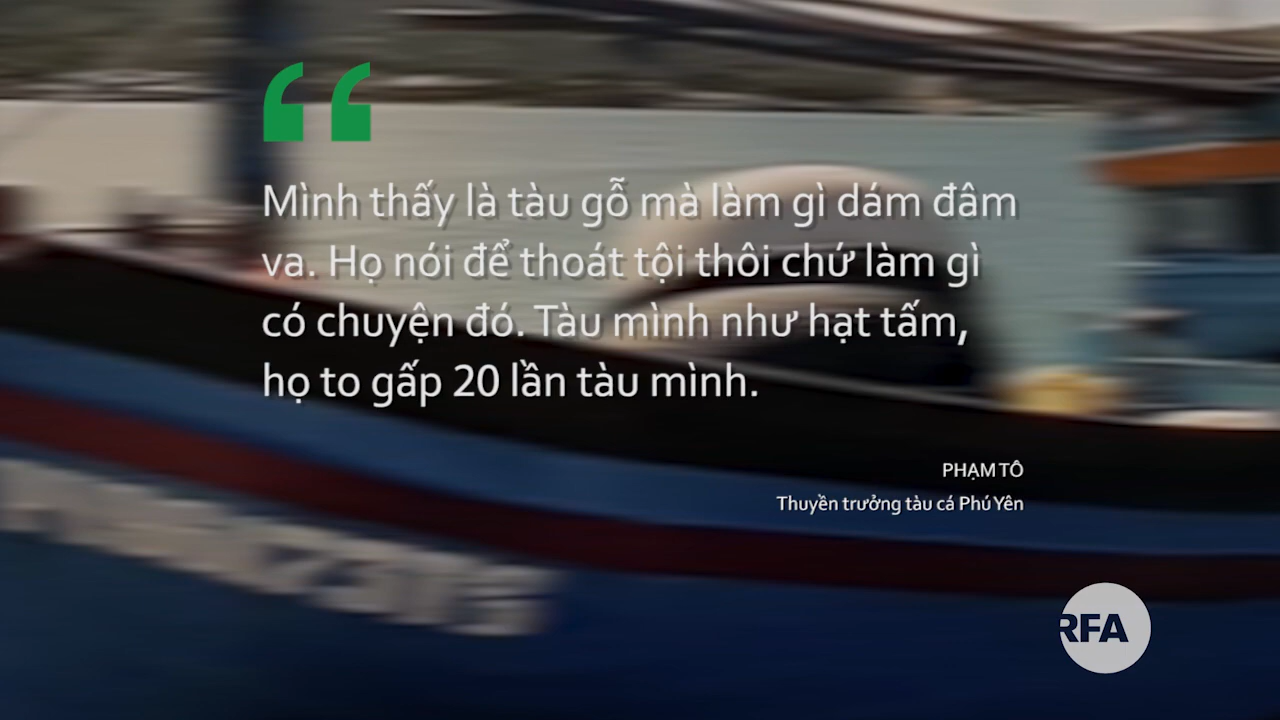 Mình thấy là tàu gỗ mà làm gì dám đâm
va. Họ nói để thoát tội thôi chứ làm gì
có chuyện đó. Tàu mình như hạt tấm,
họ to gấp 20 lần tàu mình.
PHẠM TÔ
Thuyền trưởng tàu cá Phú Yên
RFA